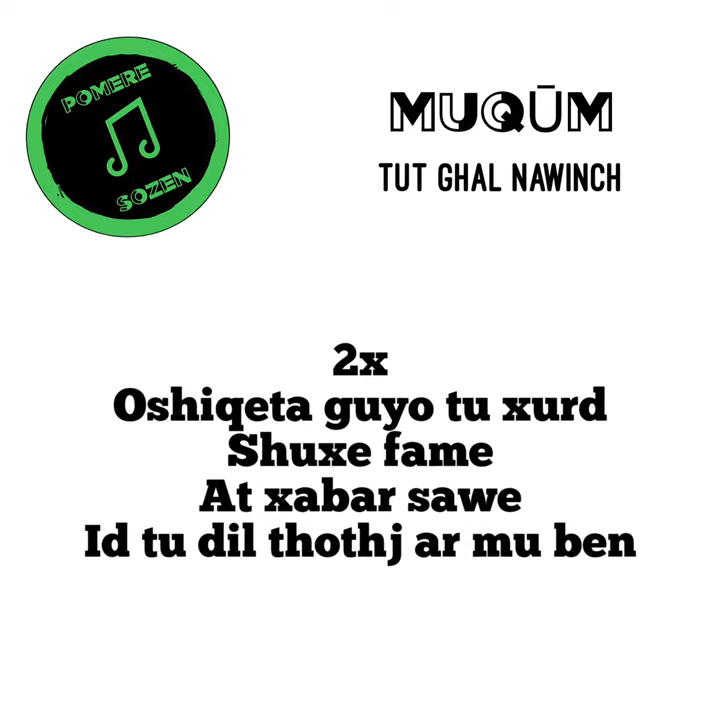 POMERE
SOZEN
MUQŪM
TUT GHAL NAWINCH
2x
Oshiqeta guyo tu xurd
Shuxe fame
At xabar sawe
Id tu dil thothj ar mu ben